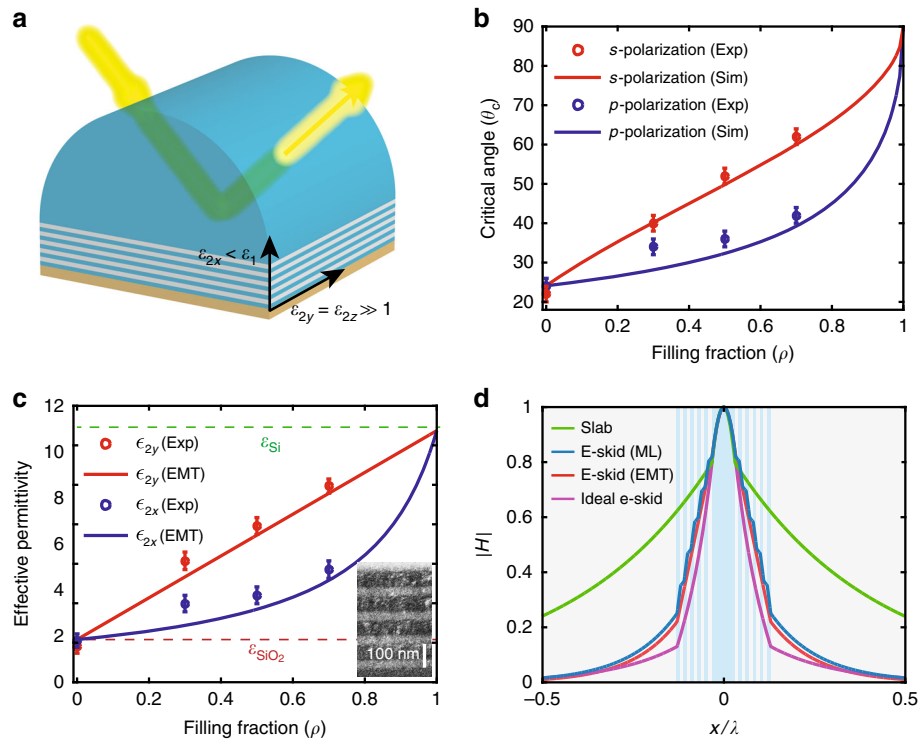 a
ε2x < ε1
ε2y = ε2z ≫ 1
b
90
80
70
60
50
40
30
20
Critical angle (θc)
s-polarization (Exp)
s-polarization (Sim)
p-polarization (Exp)
p-polarization (Sim)
0 0.2 0.4 0.6 0.8 1
Filling fraction (ρ)
c
12
10
8
6
4
2
0
Effective permittivity
εSi
ϵ2y (Exp)
ϵ2y (EMT)
ϵ2x (Exp)
ϵ2x (EMT)
εSiO2
100 nm
0 0.2 0.4 0.6 0.8 1
Filling fraction (ρ)
d
1
0.8
0.6
0.4
0.2
0
|H|
Slab
E-skid (ML)
E-skid (EMT)
Ideal e-skid
−0.5 0 0.5
x/λ